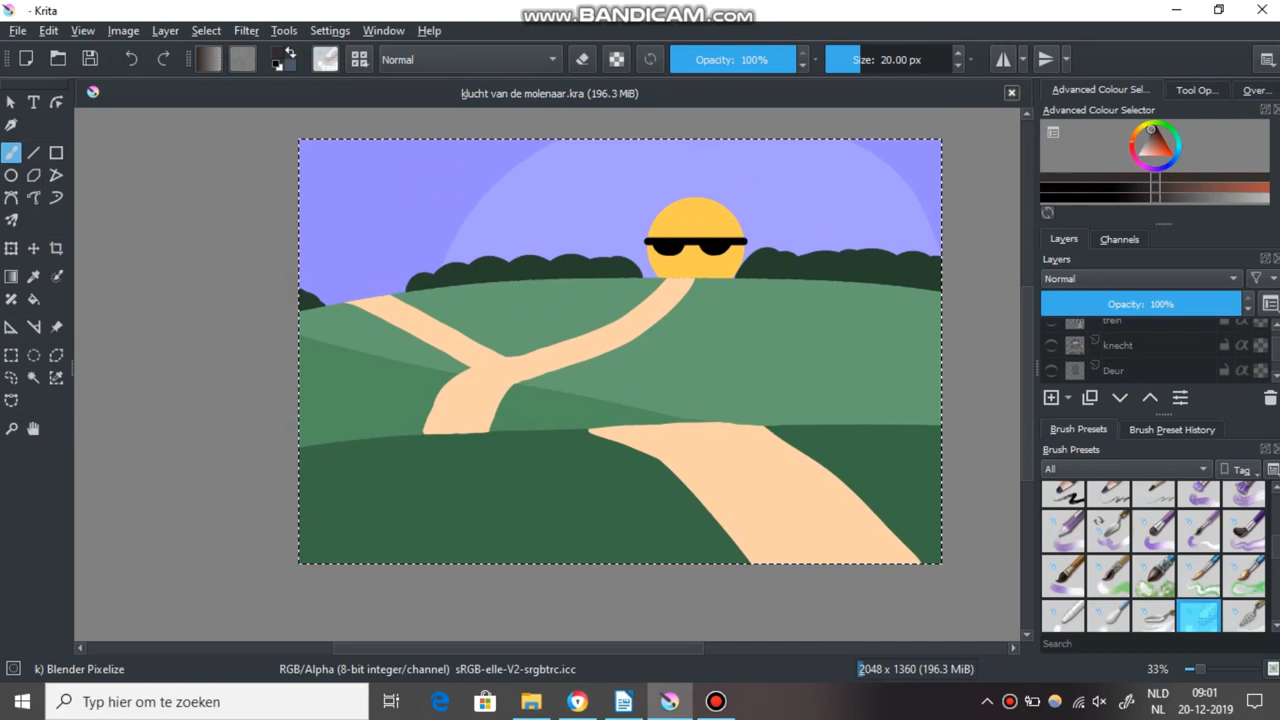 - Krita
www.BANDICAM.com
File Edit View Image Layer Select Filter Tools Settings Window Help
Normal
Opacity: 100%
Size: 20.00 px
klucht van de molenaar.kra (196.3 MiB)
Advanced Colour Sel...
Tool Op...
Over...
Advanced Colour Selector
Layers
Channels
Layers
Normal
Opacity: 100%
trein
knecht
Deur
Brush Presets
Brush Preset History
Brush Presets
All
Tag
Search
k) Blender Pixelize
RGB/Alpha (8-bit integer/channel) sRGB-elle-V2-srgbtrc.icc
2048 x 1360 (196.3 MiB)
33%
Typ hier om te zoeken
NLD
NL
09:01
20-12-2019